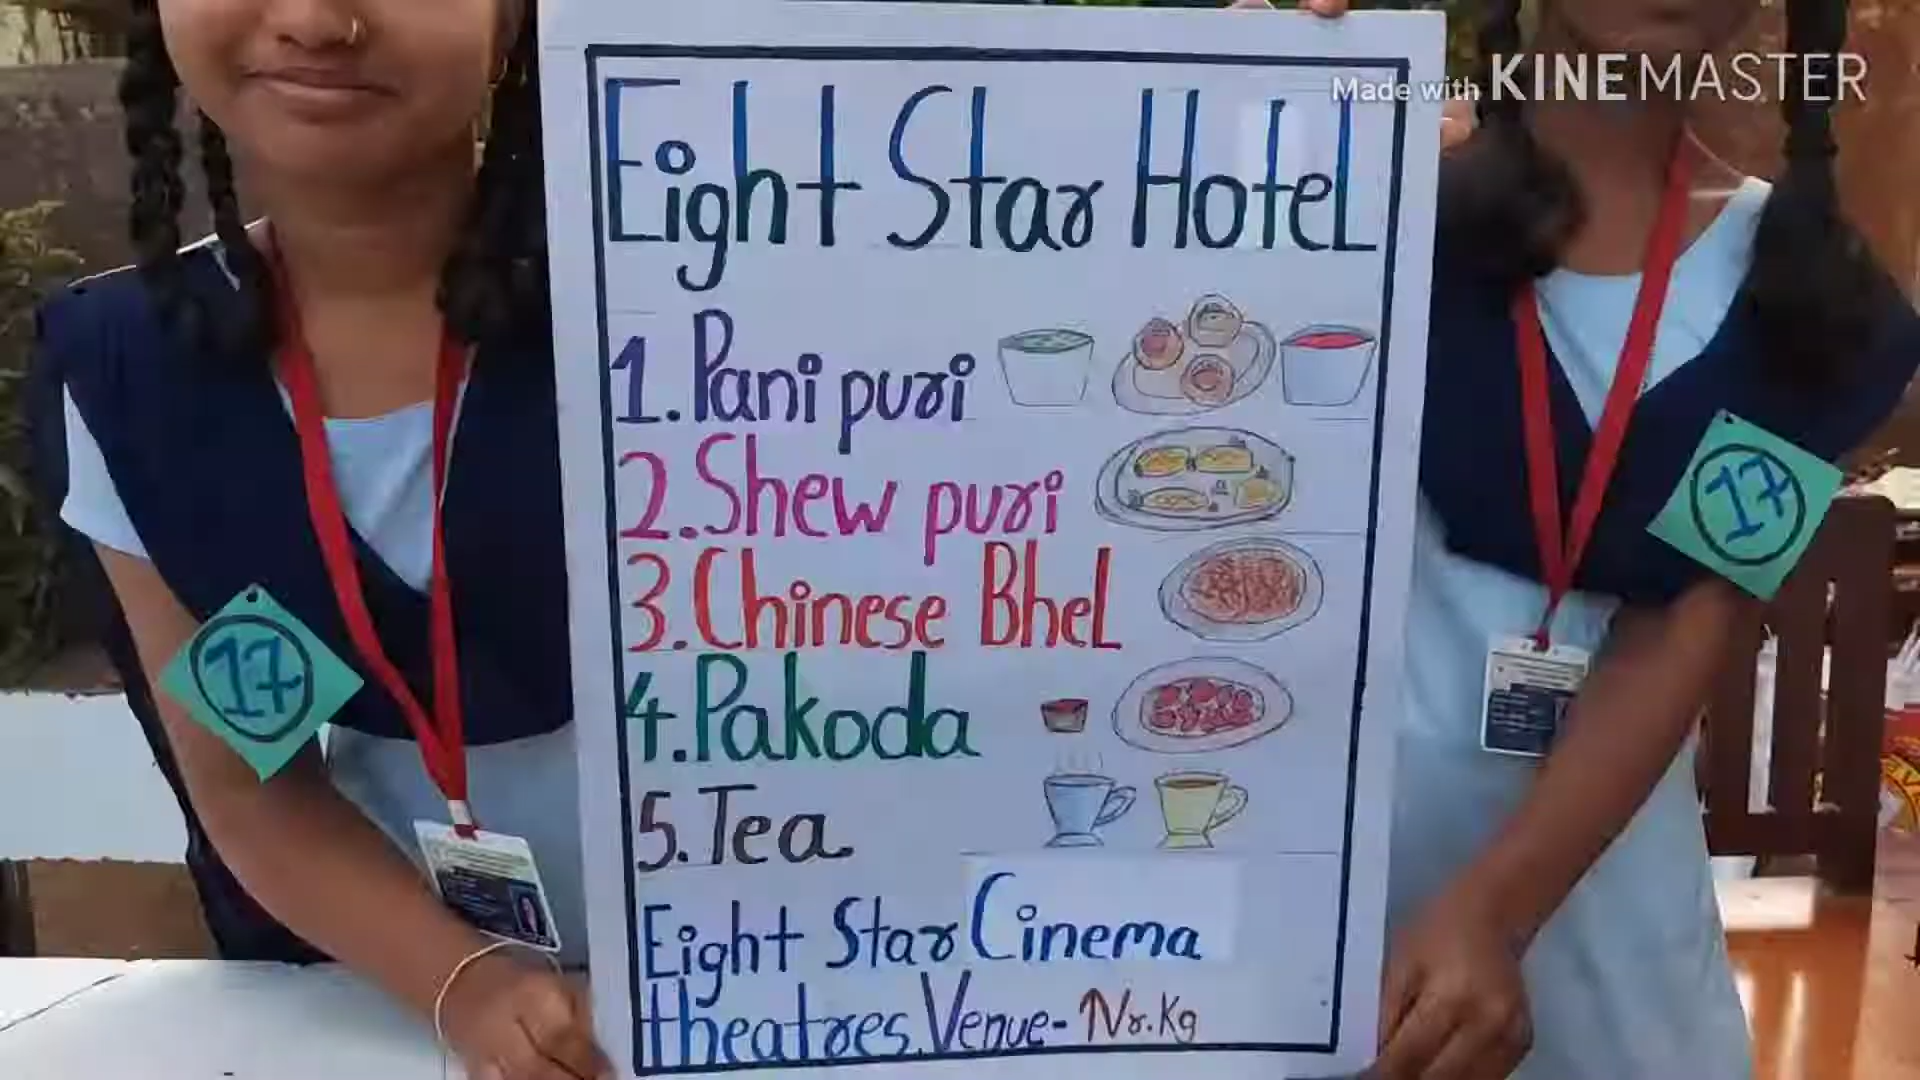 Made with KINEMASTER
Eight Star Hotel
1. Pani puri
2. Shew puri
3. Chinese Bhel
4. Pakoda
5. Tea
Eight Star Cinema
theatres. Venue- Nr. Kg
17
17